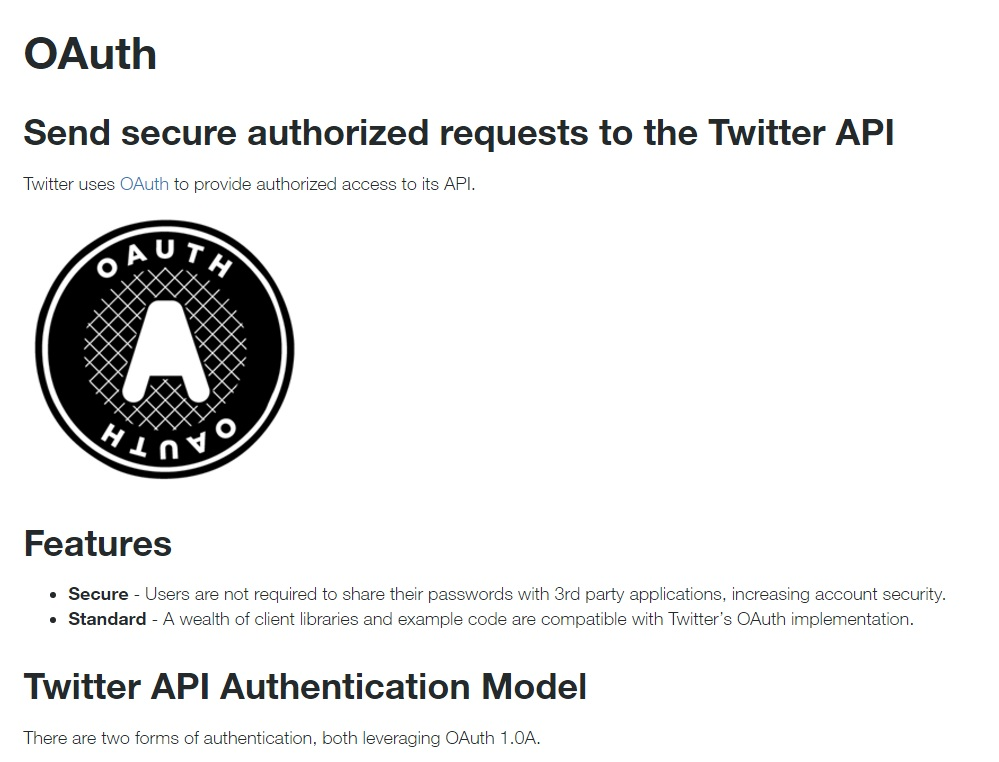 OAuth
Send secure authorized requests to the Twitter API
Twitter uses OAuth to provide authorized access to its API.
OAUTH
A
OAUTH
Features
• Secure - Users are not required to share their passwords with 3rd party applications, increasing account security.
• Standard - A wealth of client libraries and example code are compatible with Twitter’s OAuth implementation.
Twitter API Authentication Model
There are two forms of authentication, both leveraging OAuth 1.0A.